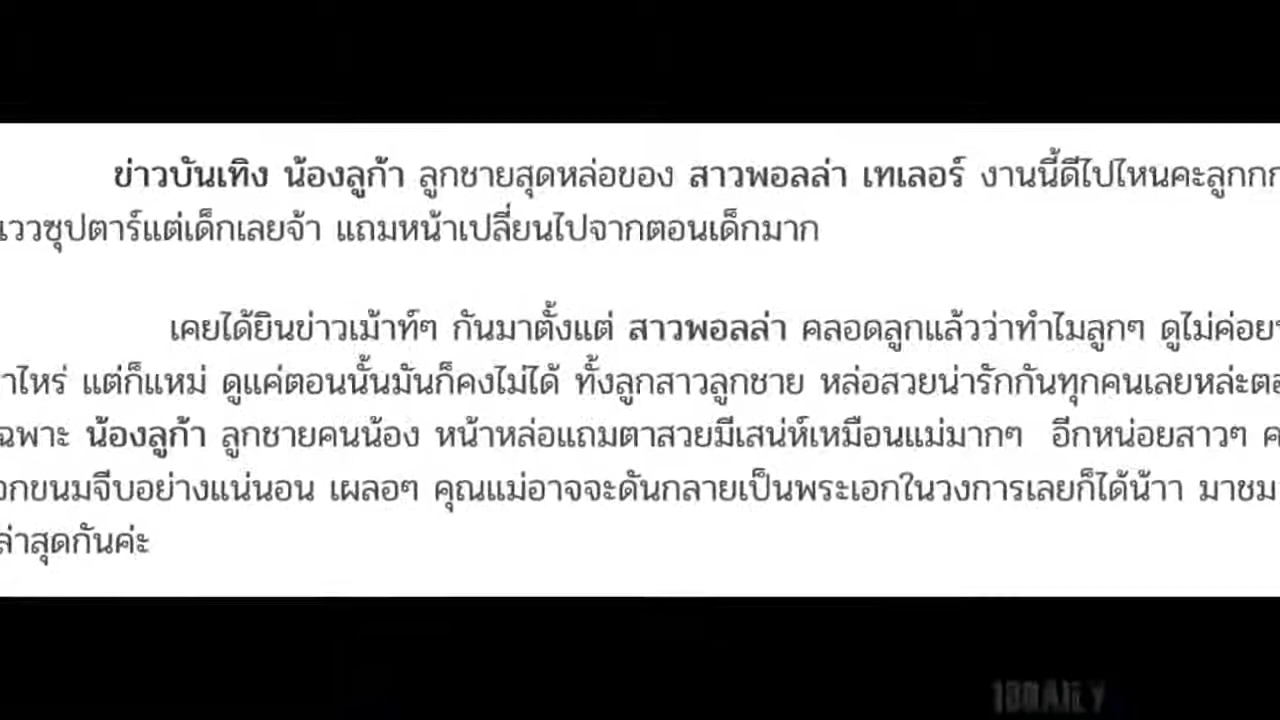 ข่าวบันเทิง น้องลูก้า ลูกชายสุดหล่อของ สาวพอลล่า เทเลอร์ งานนี้ดีไปไหนคะลูกกก
เววซุปตาร์แต่เด็กเลยจ้า แถมหน้าเปลี่ยนไปจากตอนเด็กมาก
เคยได้ยินข่าวเม้าท์ๆ กันมาตั้งแต่ สาวพอลล่า คลอดลูกแล้วว่าทำไมลูกๆ ดูไม่ค่อย
าไหร่ แต่ก็แหม่ ดูแค่ตอนนั้นมันก็คงไม่ได้ ทั้งลูกสาวลูกชาย หล่อสวยน่ารักกันทุกคนเลยหล่ะตอ
ฉพาะ น้องลูก้า ลูกชายคนน้อง หน้าหล่อแถมตาสวยมีเสน่ห์เหมือนแม่มากๆ อีกหน่อยสาวๆ ค
อกขนมจีบอย่างแน่นอน เผลอๆ คุณแม่อาจจะดันกลายเป็นพระเอกในวงการเลยก็ได้น้าา มาชม
ล่าสุดกันค่ะ